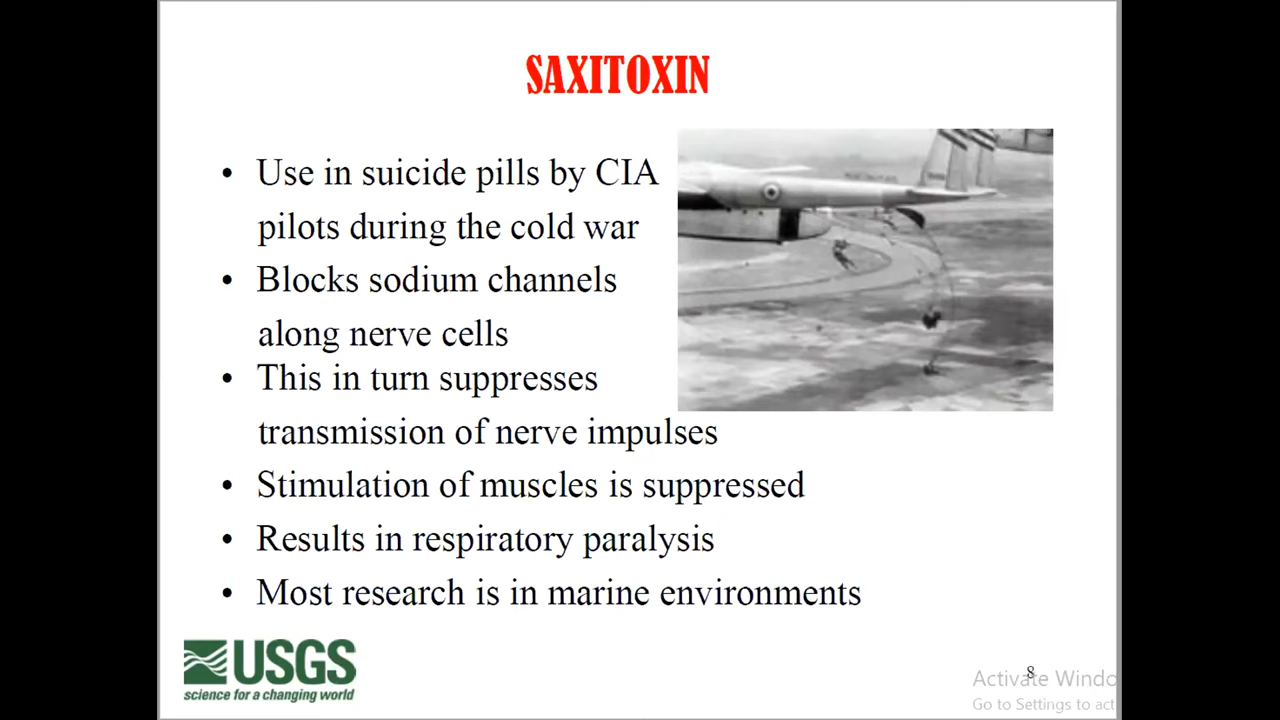 SAXITOXIN
• Use in suicide pills by CIA
pilots during the cold war
• Blocks sodium channels
along nerve cells
• This in turn suppresses
transmission of nerve impulses
• Stimulation of muscles is suppressed
• Results in respiratory paralysis
• Most research is in marine environments
USGS
science for a changing world
8
Activate Windo
Go to Settings to act